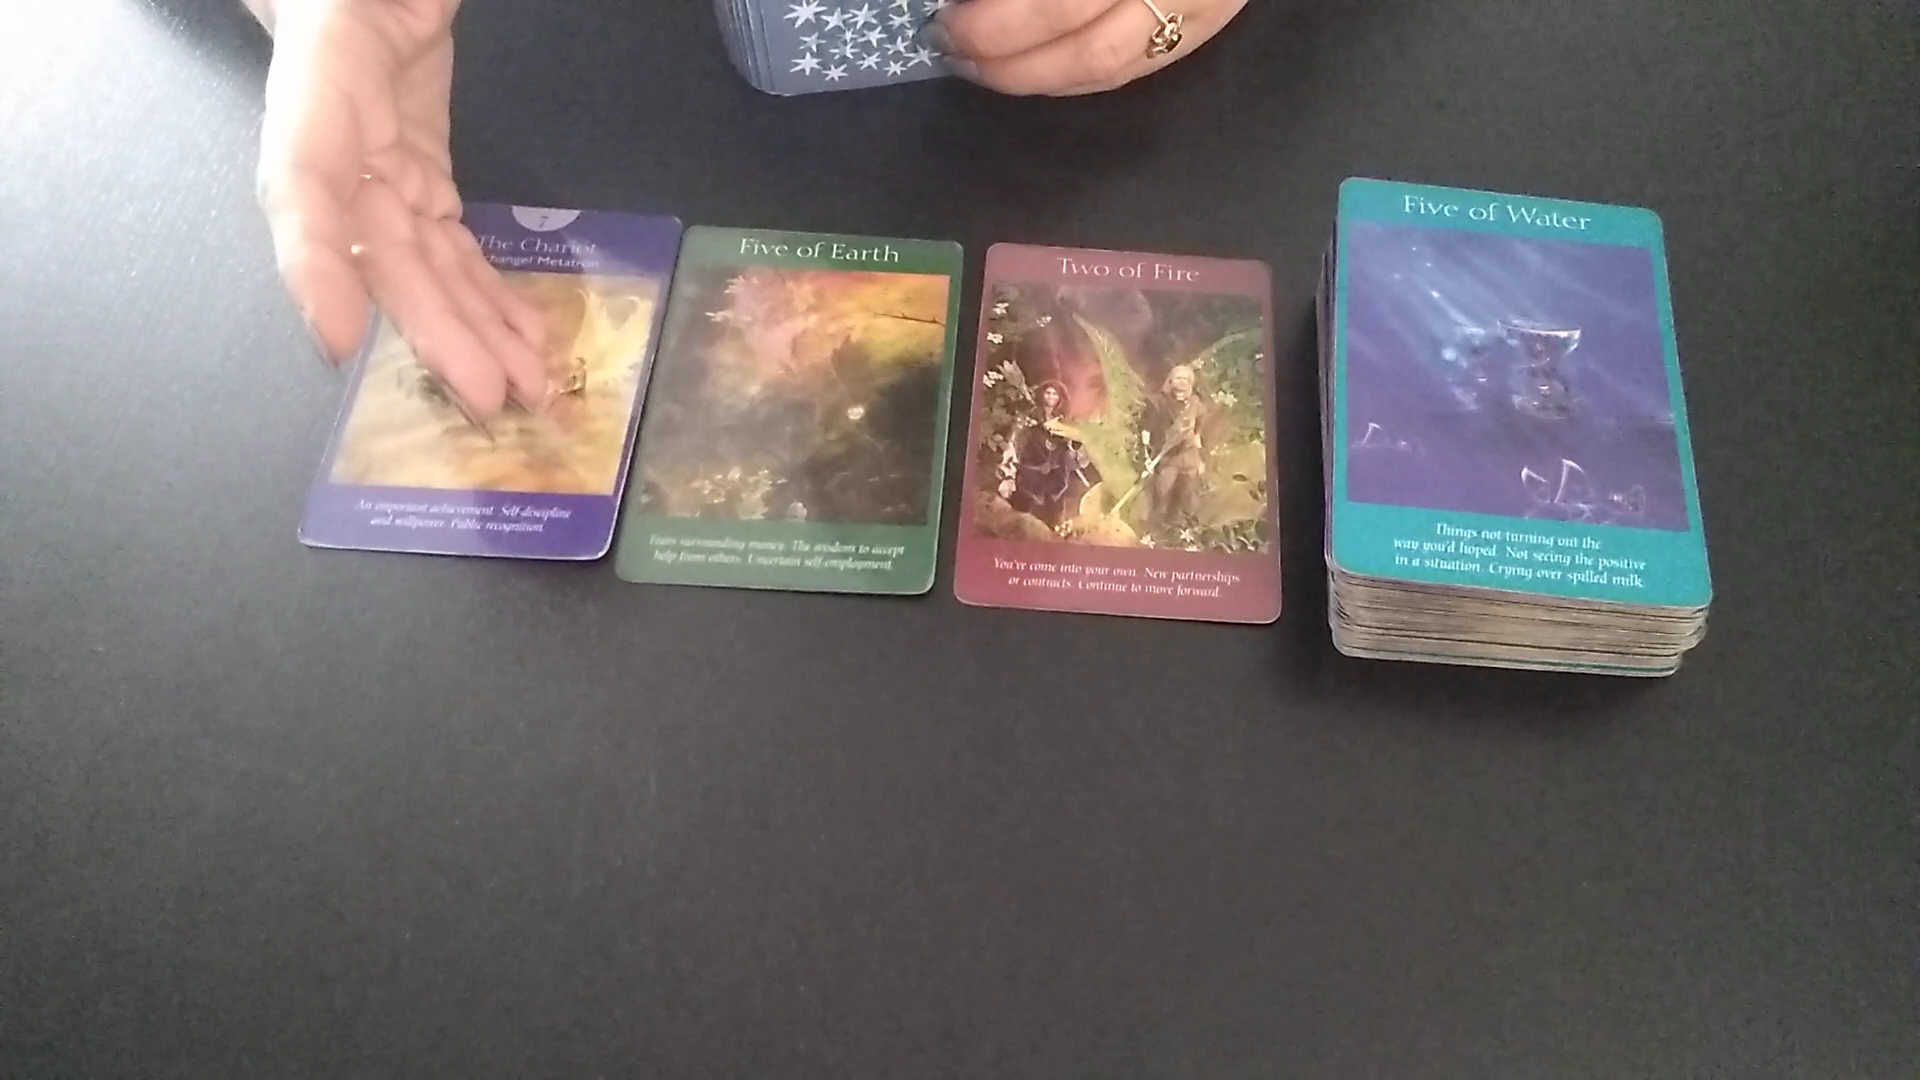 7
The Chariot
changel Metatron
An important achievement. Self-discipline
and willpower. Public recognition.
Five of Earth
Fears surrounding money. The wisdom to accept
help from others. Uncertain self-employment.
Two of Fire
You've come into your own. New partnerships
or contracts. Continue to move forward.
Five of Water
Things not turning out the
way you'd hoped. Not seeing the positive
in a situation. Crying over spilled milk.